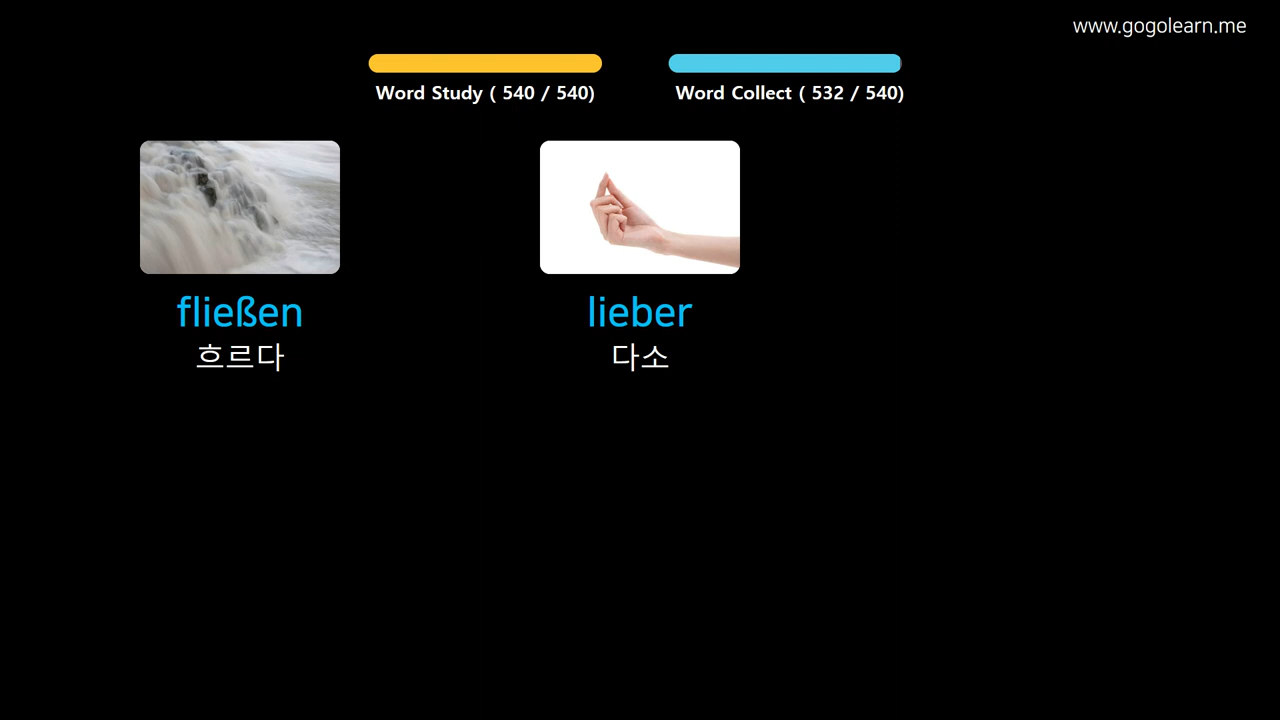 www.gogolearn.me
Word Study ( 540 / 540)
Word Collect ( 532 / 540)
fließen
흐르다
lieber
다소